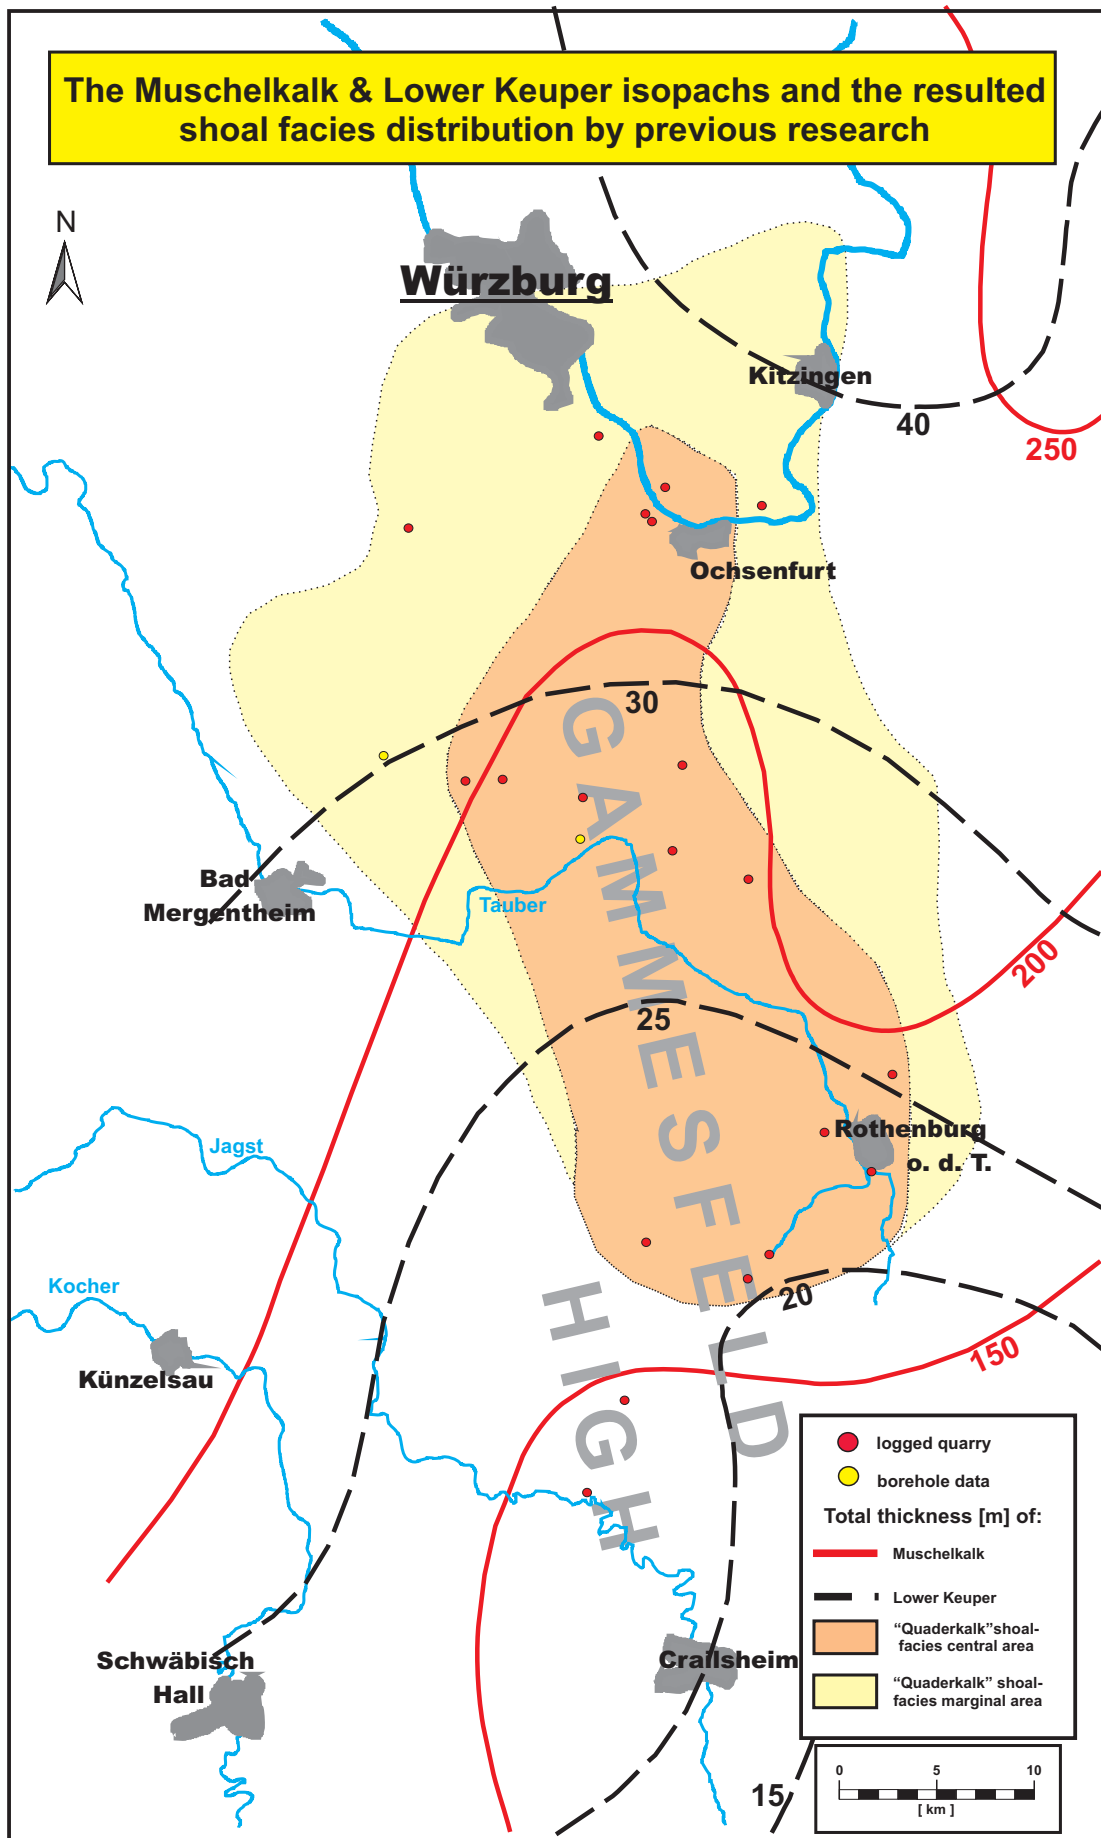 The Muschelkalk & Lower Keuper isopachs and the resulted
shoal facies distribution by previous research
N
Würzburg
Kitzingen
40
250
Ochsenfurt
30
GAMMESFELD
HIGH
Bad
Mergentheim
Tauber
200
25
Rothenburg
o. d. T.
Jagst
Kocher
20
Künzelsau
150
Schwäbisch
Hall
Crailsheim
15
logged quarry
borehole data
Total thickness [m] of:
Muschelkalk
Lower Keuper
“Quaderkalk”shoal-
facies central area
“Quaderkalk” shoal-
facies marginal area
0 5 10
[ km ]